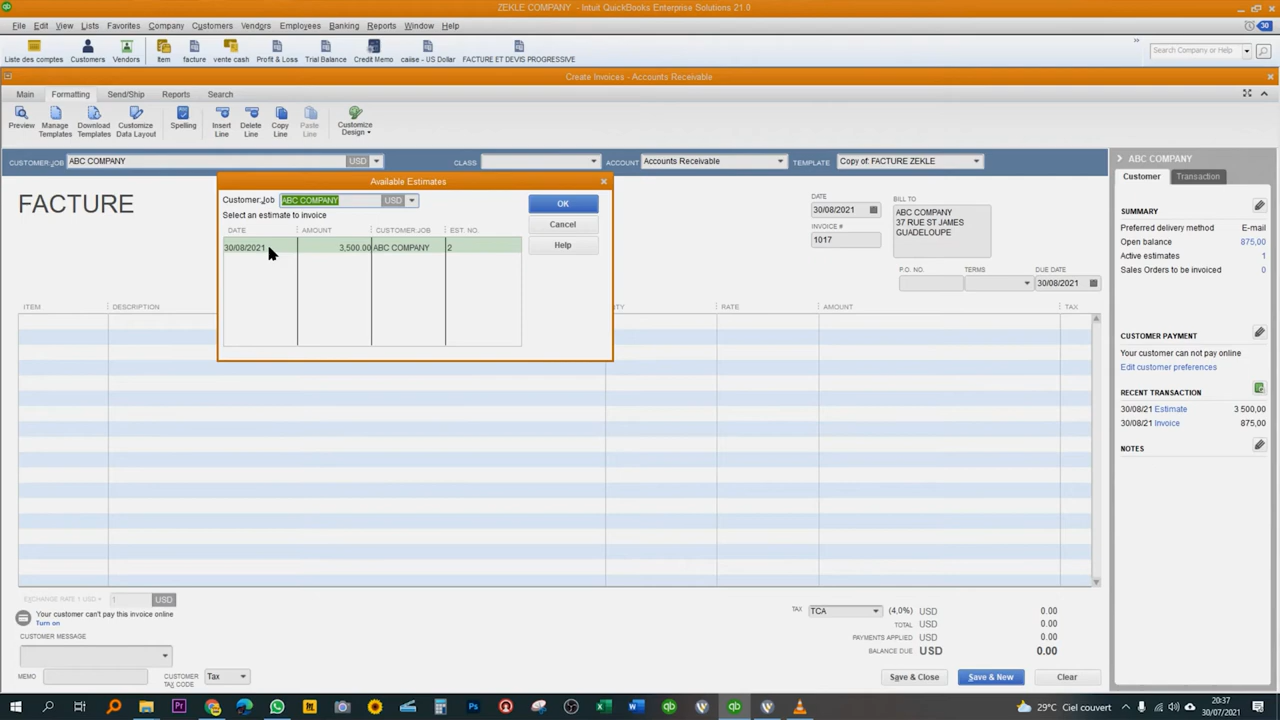 ZEKLE COMPANY - Intuit QuickBooks Enterprise Solutions 21.0
File Edit View Lists Favorites Company Customers Vendors Employees Banking Reports Window Help
30
Liste des comptes Customers Vendors Item facture vente cash Profit & Loss Trial Balance Credit Memo caiise - US Dollar FACTURE ET DEVIS PROGRESSIVE
Search Company or Help
Create Invoices - Accounts Receivable
Main Formatting Send/Ship Reports Search
Preview Manage Templates Download Templates Customize Data Layout Spelling Insert Line Delete Line Copy Line Paste Line Customize Design
CUSTOMER:JOB ABC COMPANY USD CLASS ACCOUNT Accounts Receivable TEMPLATE Copy of: FACTURE ZEKLE
ABC COMPANY
Customer Transaction
FACTURE
Available Estimates
Customer:Job ABC COMPANY USD
Select an estimate to invoice
DATE AMOUNT CUSTOMER:JOB EST. NO.
30/08/2021 3,500.00 ABC COMPANY 2
OK
Cancel
Help
DATE
30/08/2021
INVOICE #
1017
BILL TO
ABC COMPANY
37 RUE ST JAMES
GUADELOUPE
P.O. NO. TERMS DUE DATE
30/08/2021
SUMMARY
Preferred delivery method E-mail
Open balance 875,00
Active estimates 1
Sales Orders to be invoiced 0
ITEM DESCRIPTION RATE AMOUNT TAX
CUSTOMER PAYMENT
Your customer can not pay online
Edit customer preferences
RECENT TRANSACTION
30/08/21 Estimate 3 500,00
30/08/21 Invoice 875,00
NOTES
EXCHANGE RATE 1 USD = 1 USD
Your customer can't pay this invoice online
Turn on
CUSTOMER MESSAGE
MEMO
CUSTOMER TAX CODE Tax
TAX TCA (4,0%) USD 0.00
TOTAL USD 0.00
PAYMENTS APPLIED USD 0.00
BALANCE DUE USD 0.00
Save & Close Save & New Clear
29°C Ciel couvert
20:37
30/07/2021